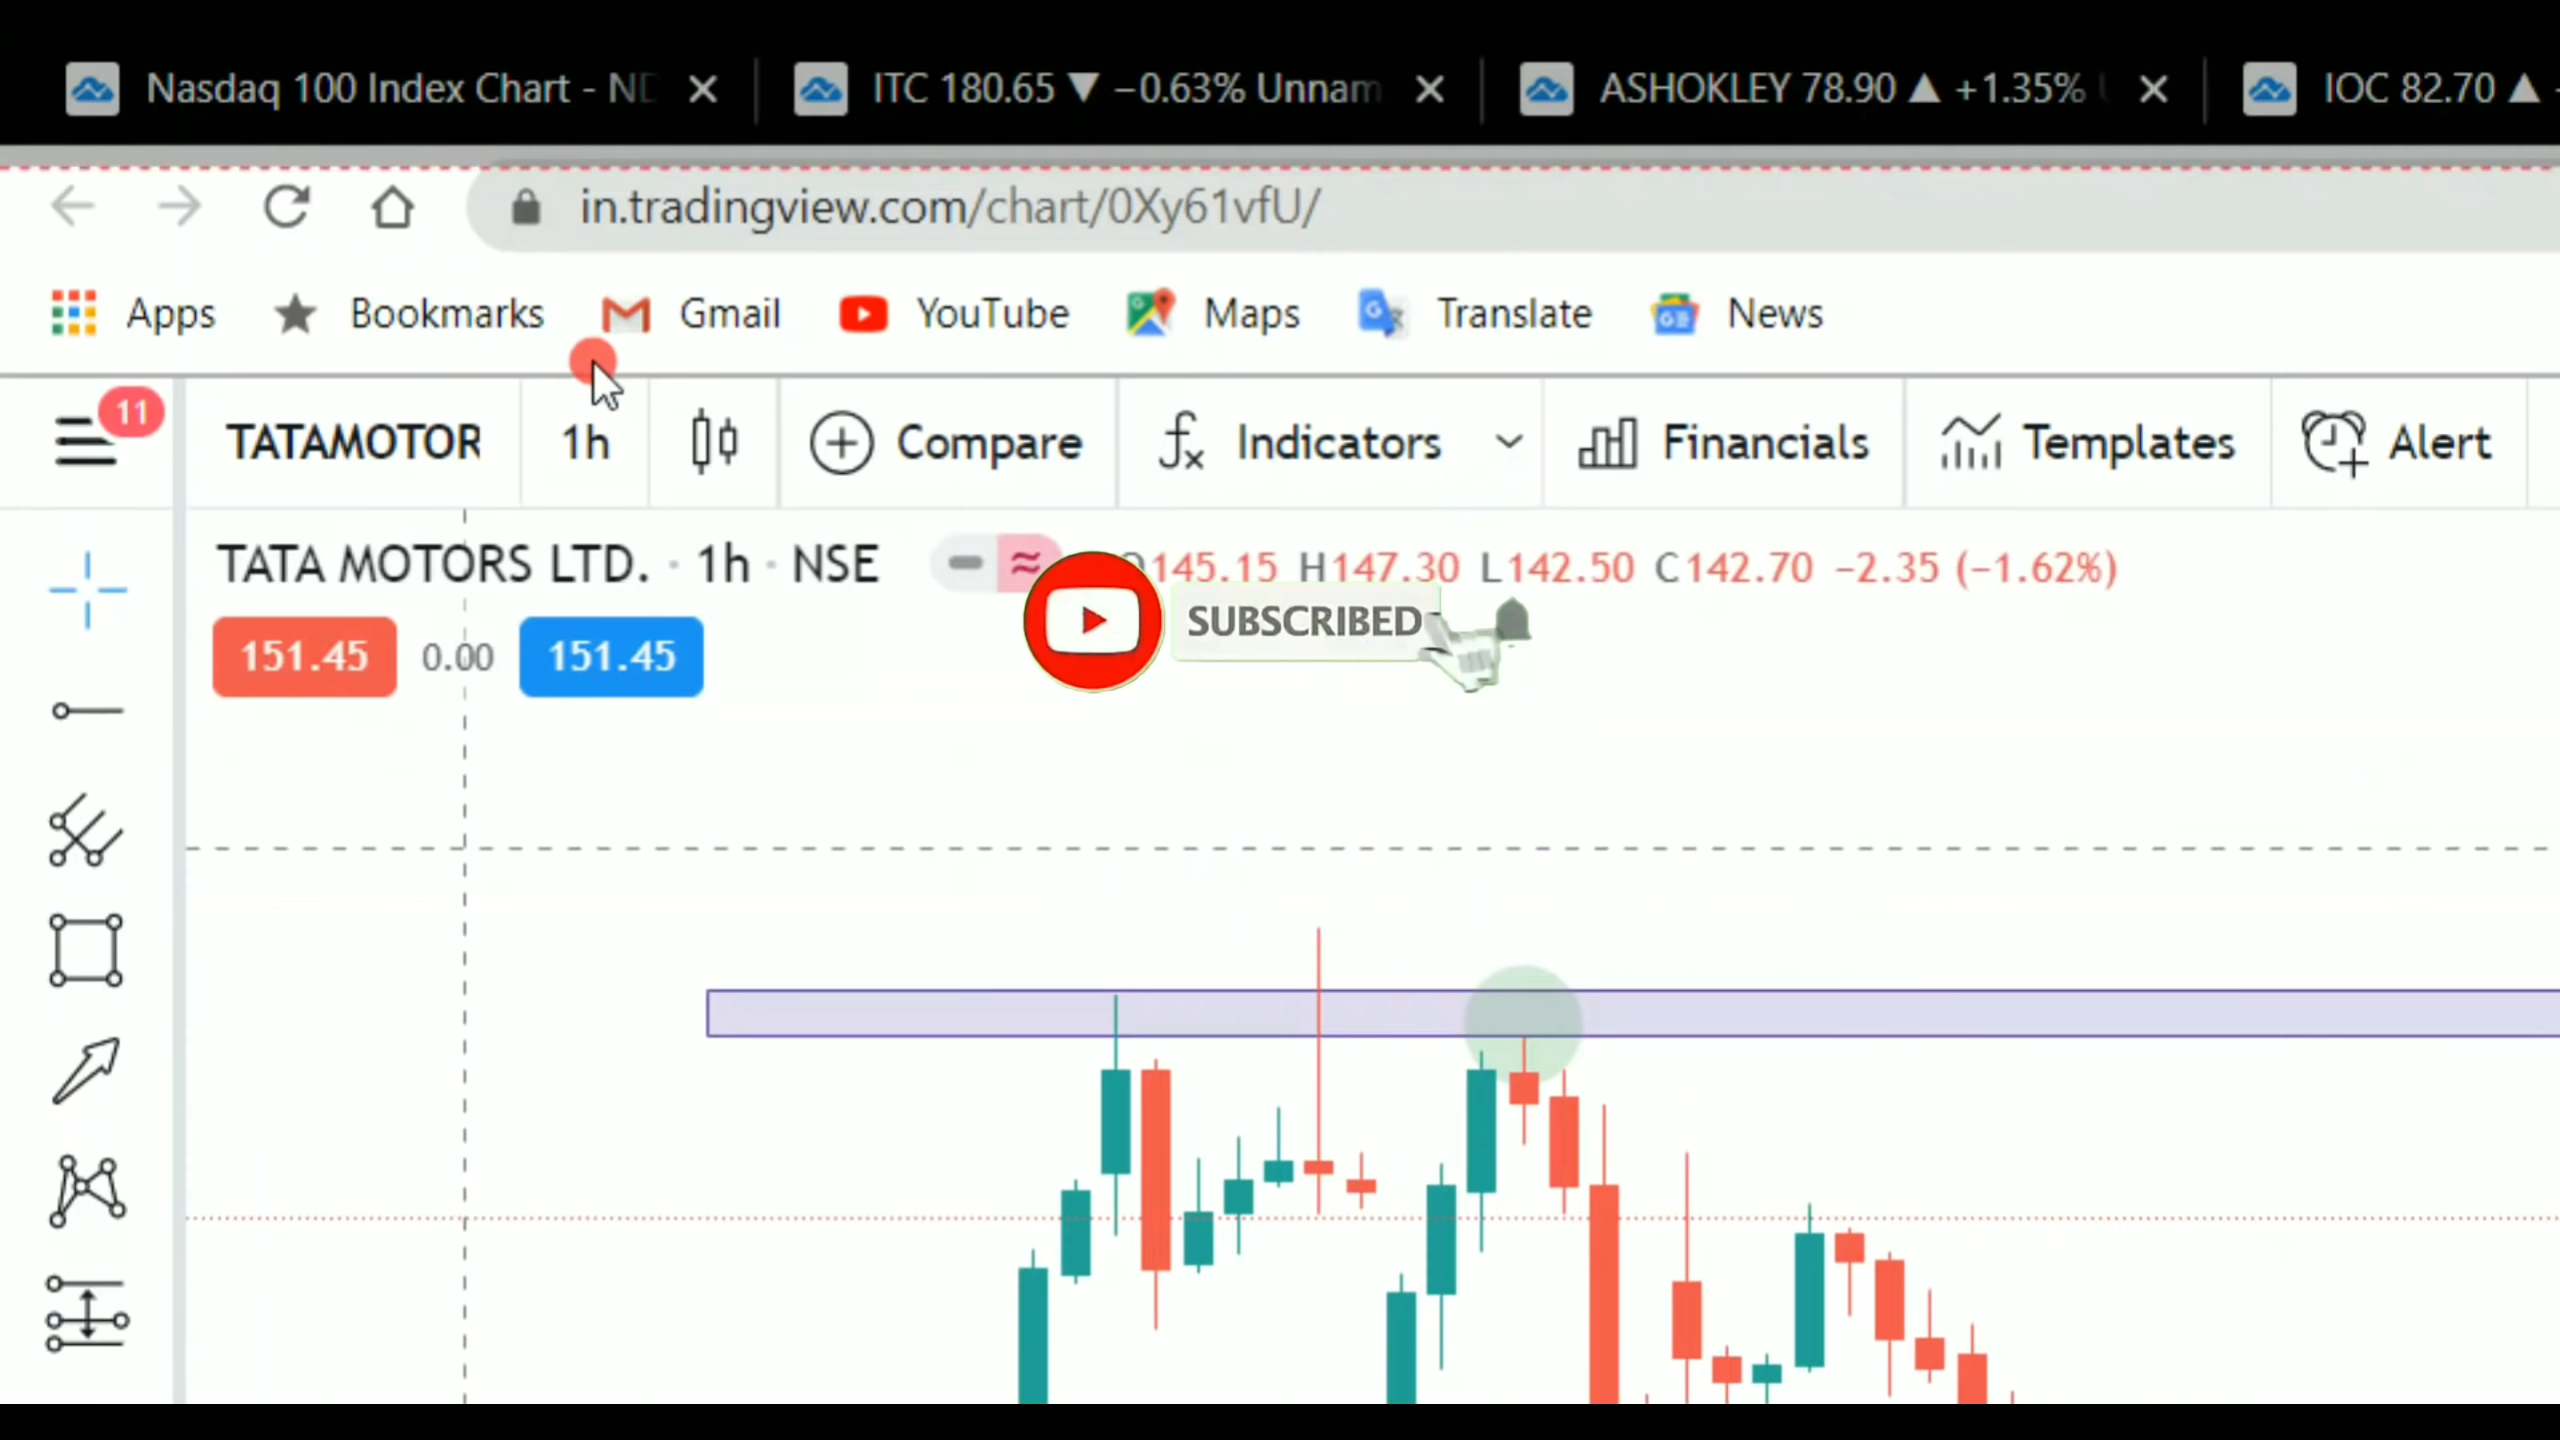 Nasdaq 100 Index Chart - ND
ITC 180.65 ▼ −0.63% Unnam
ASHOKLEY 78.90 ▲ +1.35%
IOC 82.70 ▲
in.tradingview.com/chart/0Xy61vfU/
Apps
Bookmarks
Gmail
YouTube
Maps
Translate
News
11
TATAMOTOR
1h
Compare
Indicators
Financials
Templates
Alert
TATA MOTORS LTD. · 1h · NSE
O145.15 H147.30 L142.50 C142.70 −2.35 (−1.62%)
151.45
0.00
151.45
SUBSCRIBED